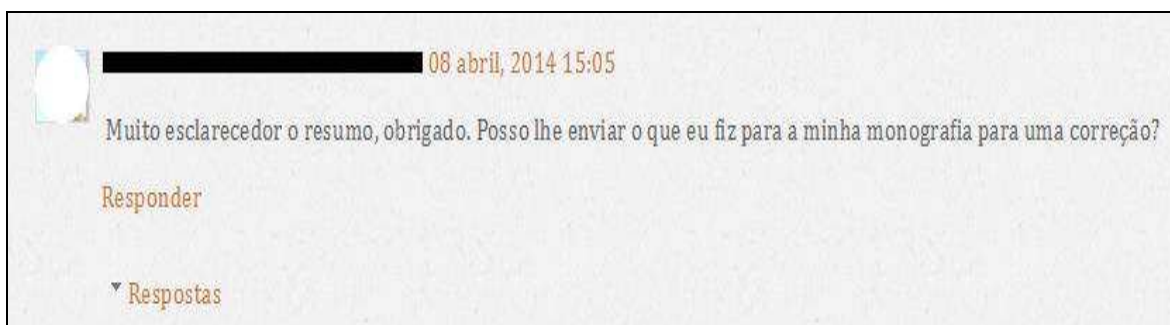 08 abril, 2014 15:05
Muito esclarecedor o resumo, obrigado. Posso lhe enviar o que eu fiz para a minha monografia para uma correção?
Responder
Respostas